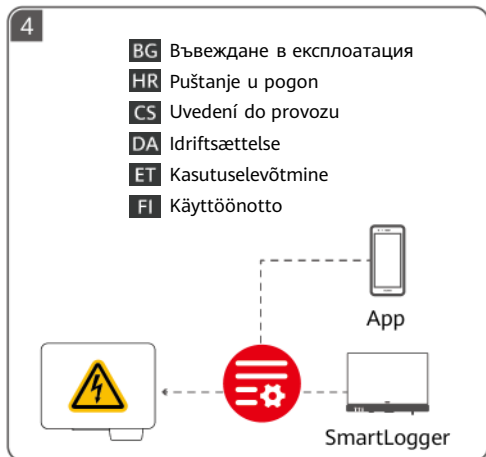 4
BG Въвеждане в експлоатация
HR Puštanje u pogon
CS Uvedení do provozu
DA Idriftsættelse
ET Kasutuselevõtmine
FI Käyttöönotto
App
SmartLogger